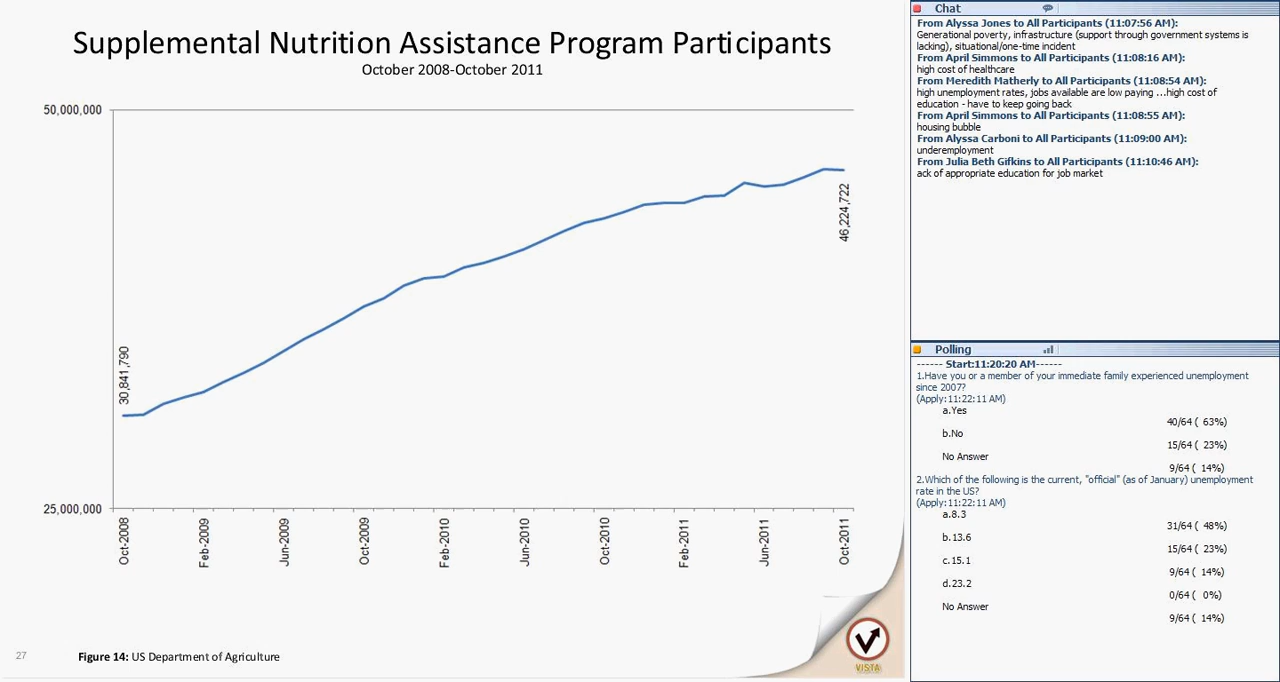 Supplemental Nutrition Assistance Program Participants
October 2008-October 2011
50,000,000
46,224,722
30,841,790
25,000,000
Oct-2008
Feb-2009
Jun-2009
Oct-2009
Feb-2010
Jun-2010
Oct-2010
Feb-2011
Jun-2011
Oct-2011
27
Figure 14: US Department of Agriculture
VISTA
Chat
From Alyssa Jones to All Participants (11:07:56 AM):
Generational poverty, infrastructure (support through government systems is
lacking), situational/one-time incident
From April Simmons to All Participants (11:08:16 AM):
high cost of healthcare
From Meredith Matherly to All Participants (11:08:54 AM):
high unemployment rates, jobs available are low paying ...high cost of
education - have to keep going back
From April Simmons to All Participants (11:08:55 AM):
housing bubble
From Alyssa Carboni to All Participants (11:09:00 AM):
underemployment
From Julia Beth Gifkins to All Participants (11:10:46 AM):
ack of appropriate education for job market
Polling
------ Start:11:20:20 AM------
1.Have you or a member of your immediate family experienced unemployment
since 2007?
(Apply:11:22:11 AM)
a.Yes
40/64 ( 63%)
b.No
15/64 ( 23%)
No Answer
9/64 ( 14%)
2.Which of the following is the current, "official" (as of January) unemployment
rate in the US?
(Apply:11:22:11 AM)
a.8.3
31/64 ( 48%)
b.13.6
15/64 ( 23%)
c.15.1
9/64 ( 14%)
d.23.2
0/64 ( 0%)
No Answer
9/64 ( 14%)